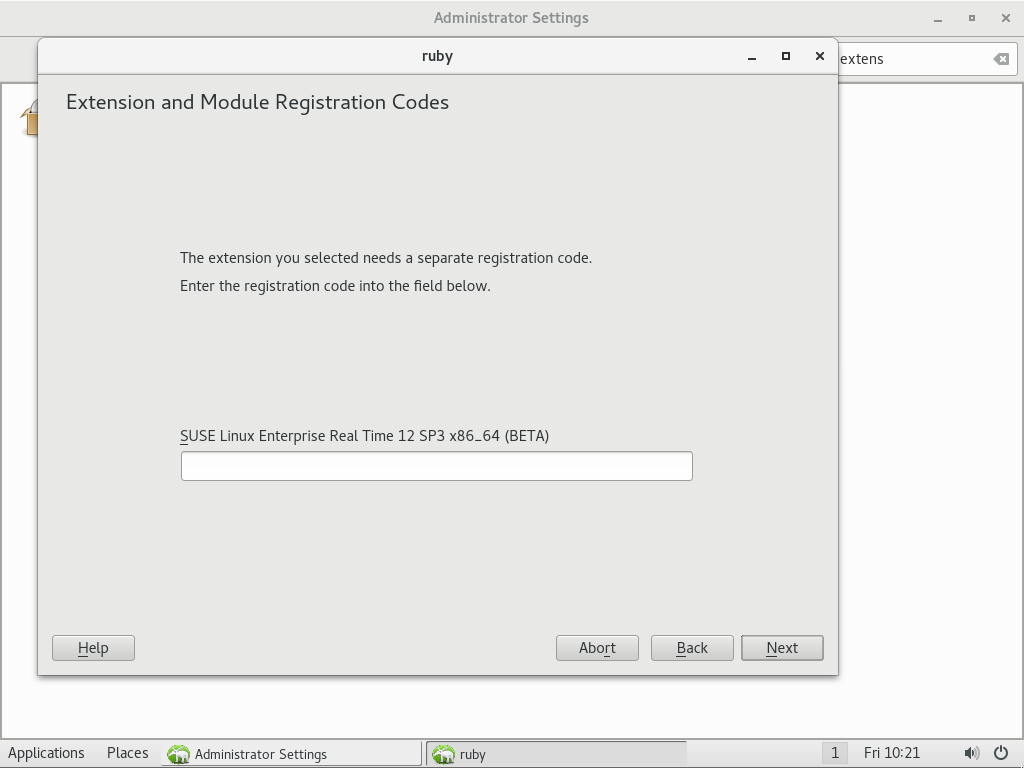 Administrator Settings
ruby
extens
Extension and Module Registration Codes
The extension you selected needs a separate registration code.
Enter the registration code into the field below.
SUSE Linux Enterprise Real Time 12 SP3 x86_64 (BETA)
Help
Abort
Back
Next
Applications
Places
Administrator Settings
ruby
1
Fri 10:21